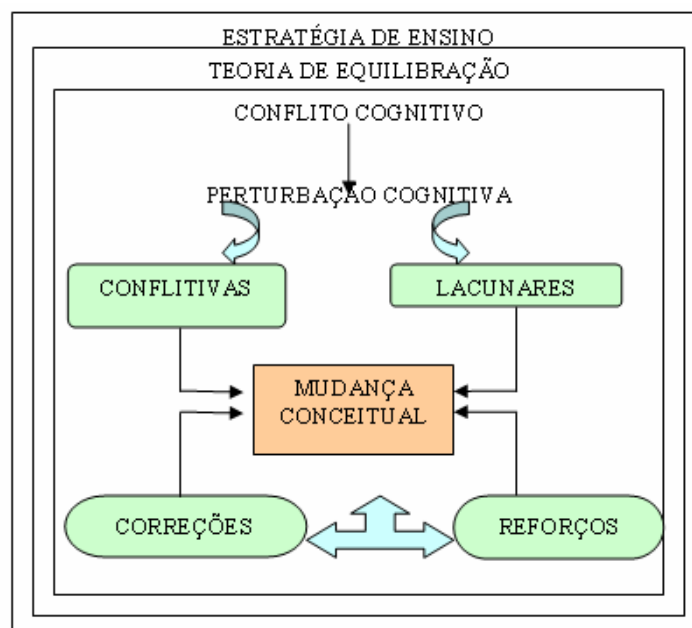 ESTRATÉGIA DE ENSINO
TEORIA DE EQUILIBRAÇÃO
CONFLITO COGNITIVO
PERTURBAÇÃO COGNITIVA
CONFLITIVAS
LACUNARES
MUDANÇA
CONCEITUAL
CORREÇÕES
REFORÇOS